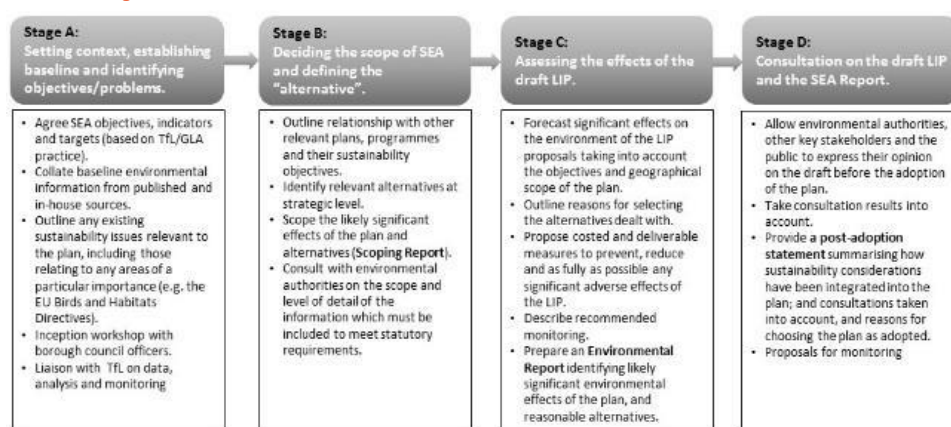 Stage A:
Setting context, establishing
baseline and identifying
objectives/problems.
• Agree SEA objectives, indicators
and targets (based on TfL/GLA
practice).
• Collate baseline environmental
information from published and
in-house sources.
• Outline any existing
sustainability issues relevant to
the plan, including those
relating to any areas of a
particular importance (e.g. the
EU Birds and Habitats
Directives).
• Inception workshop with
borough council officers.
• Liaison with TfL on data,
analysis and monitoring
Stage B:
Deciding the scope of SEA
and defining the
"alternative".
• Outline relationship with other
relevant plans, programmes
and their sustainability
objectives.
• Identify relevant alternatives at
strategic level.
• Scope the likely significant
effects of the plan and
alternatives (Scoping Report).
• Consult with environmental
authorities on the scope and
level of detail of the
information which must be
included to meet statutory
requirements.
Stage C:
Assessing the effects of the
draft LIP.
• Forecast significant effects on
the environment of the LIP
proposals taking into account
the objectives and geographical
scope of the plan.
• Outline reasons for selecting
the alternatives dealt with.
• Propose costed and deliverable
measures to prevent, reduce
and as fully as possible any
significant adverse effects of
the LIP.
• Describe recommended
monitoring.
• Prepare an Environmental
Report identifying likely
significant environmental
effects of the plan, and
reasonable alternatives.
Stage D:
Consultation on the draft LIP
and the SEA Report.
• Allow environmental authorities,
other key stakeholders and the
public to express their opinion
on the draft before the adoption
of the plan.
• Take consultation results into
account.
• Provide a post-adoption
statement summarising how
sustainability considerations
have been integrated into the
plan; and consultations taken
into account, and reasons for
choosing the plan as adopted.
• Proposals for monitoring